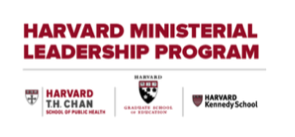 HARVARD MINISTERIAL
LEADERSHIP PROGRAM
HARVARD
T.H. CHAN
SCHOOL OF PUBLIC HEALTH
HARVARD
GRADUATE SCHOOL
OF EDUCATION
HARVARD
Kennedy School